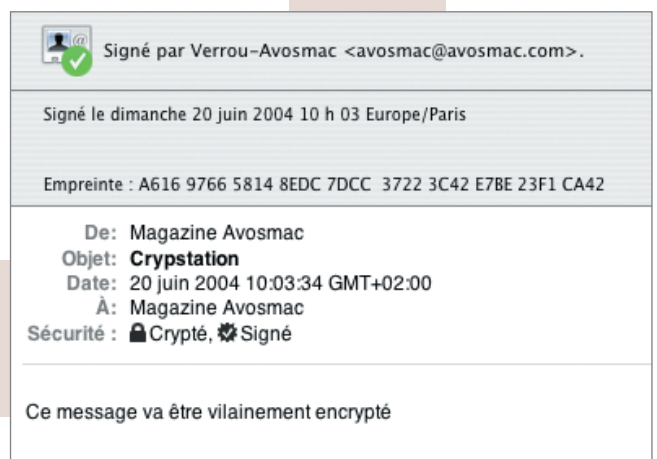 Signé par Verrou-Avosmac <avosmac@avosmac.com>.
Signé le dimanche 20 juin 2004 10 h 03 Europe/Paris
Empreinte : A616 9766 5814 8EDC 7DCC 3722 3C42 E7BE 23F1 CA42
De: Magazine Avosmac
Objet: Crypstation
Date: 20 juin 2004 10:03:34 GMT+02:00
À: Magazine Avosmac
Sécurité : Crypté, Signé
Ce message va être vilainement encrypté